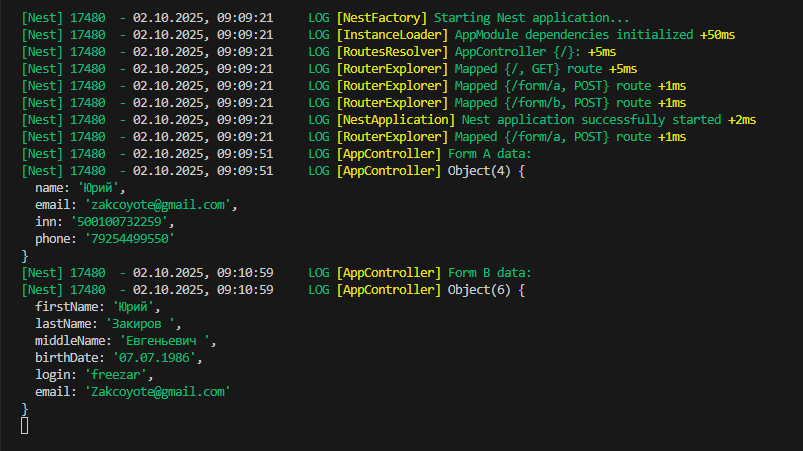 [Nest] 17480  - 02.10.2025, 09:09:21     LOG [NestFactory] Starting Nest application...
[Nest] 17480  - 02.10.2025, 09:09:21     LOG [InstanceLoader] AppModule dependencies initialized +50ms
[Nest] 17480  - 02.10.2025, 09:09:21     LOG [RoutesResolver] AppController {/}: +5ms
[Nest] 17480  - 02.10.2025, 09:09:21     LOG [RouterExplorer] Mapped {/, GET} route +5ms
[Nest] 17480  - 02.10.2025, 09:09:21     LOG [RouterExplorer] Mapped {/form/a, POST} route +1ms
[Nest] 17480  - 02.10.2025, 09:09:21     LOG [RouterExplorer] Mapped {/form/b, POST} route +1ms
[Nest] 17480  - 02.10.2025, 09:09:21     LOG [NestApplication] Nest application successfully started +2ms
[Nest] 17480  - 02.10.2025, 09:09:21     LOG [RouterExplorer] Mapped {/form/a, POST} route +1ms
[Nest] 17480  - 02.10.2025, 09:09:51     LOG [AppController] Form A data:
[Nest] 17480  - 02.10.2025, 09:09:51     LOG [AppController] Object(4) {
  name: 'Юрий',
  email: 'zakcoyote@gmail.com',
  inn: '500100732259',
  phone: '79254499550'
}
[Nest] 17480  - 02.10.2025, 09:10:59     LOG [AppController] Form B data:
[Nest] 17480  - 02.10.2025, 09:10:59     LOG [AppController] Object(6) {
  firstName: 'Юрий',
  lastName: 'Закиров ',
  middleName: 'Евгеньевич ',
  birthDate: '07.07.1986',
  login: 'freezar',
  email: 'Zakcoyote@gmail.com'
}